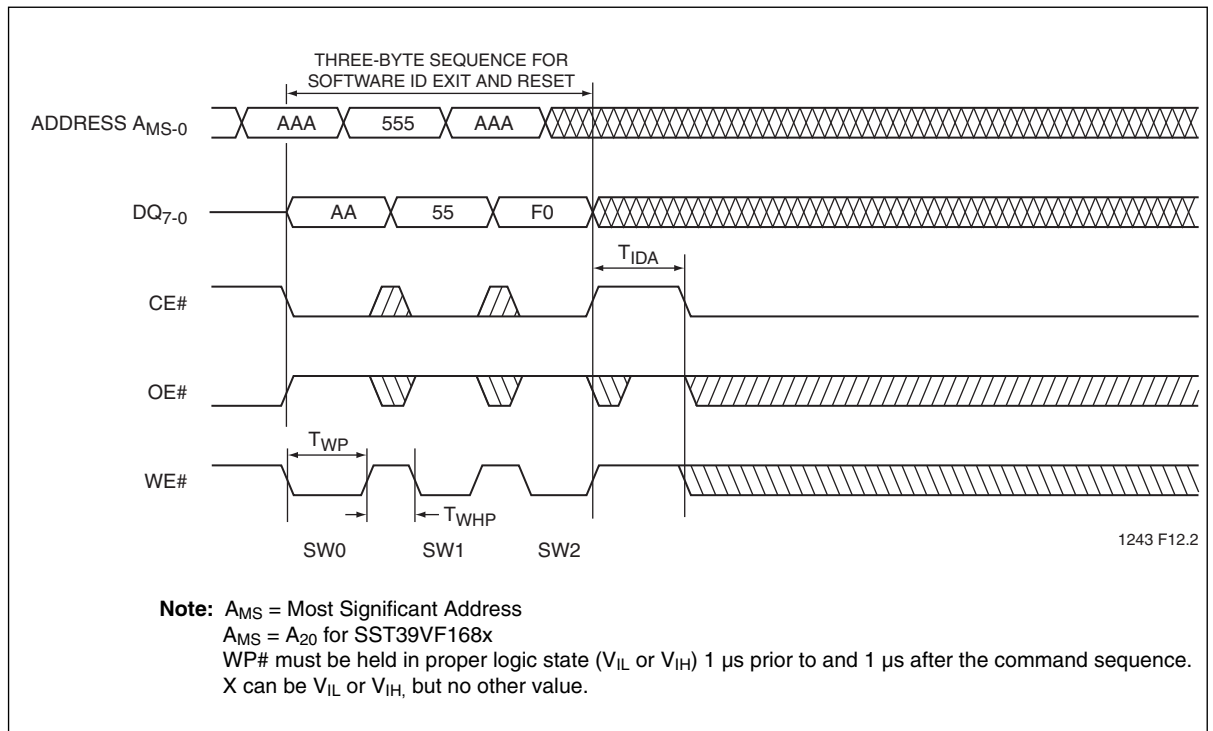 THREE-BYTE SEQUENCE FOR
SOFTWARE ID EXIT AND RESET
ADDRESS AMS-0 AAA 555 AAA
DQ7-0 AA 55 F0
TIDA
CE#
OE#
TWP
WE#
TWHP
SW0 SW1 SW2
1243 F12.2
Note: AMS = Most Significant Address
AMS = A20 for SST39VF168x
WP# must be held in proper logic state (VIL or VIH) 1 µs prior to and 1 µs after the command sequence.
X can be VIL or VIH, but no other value.